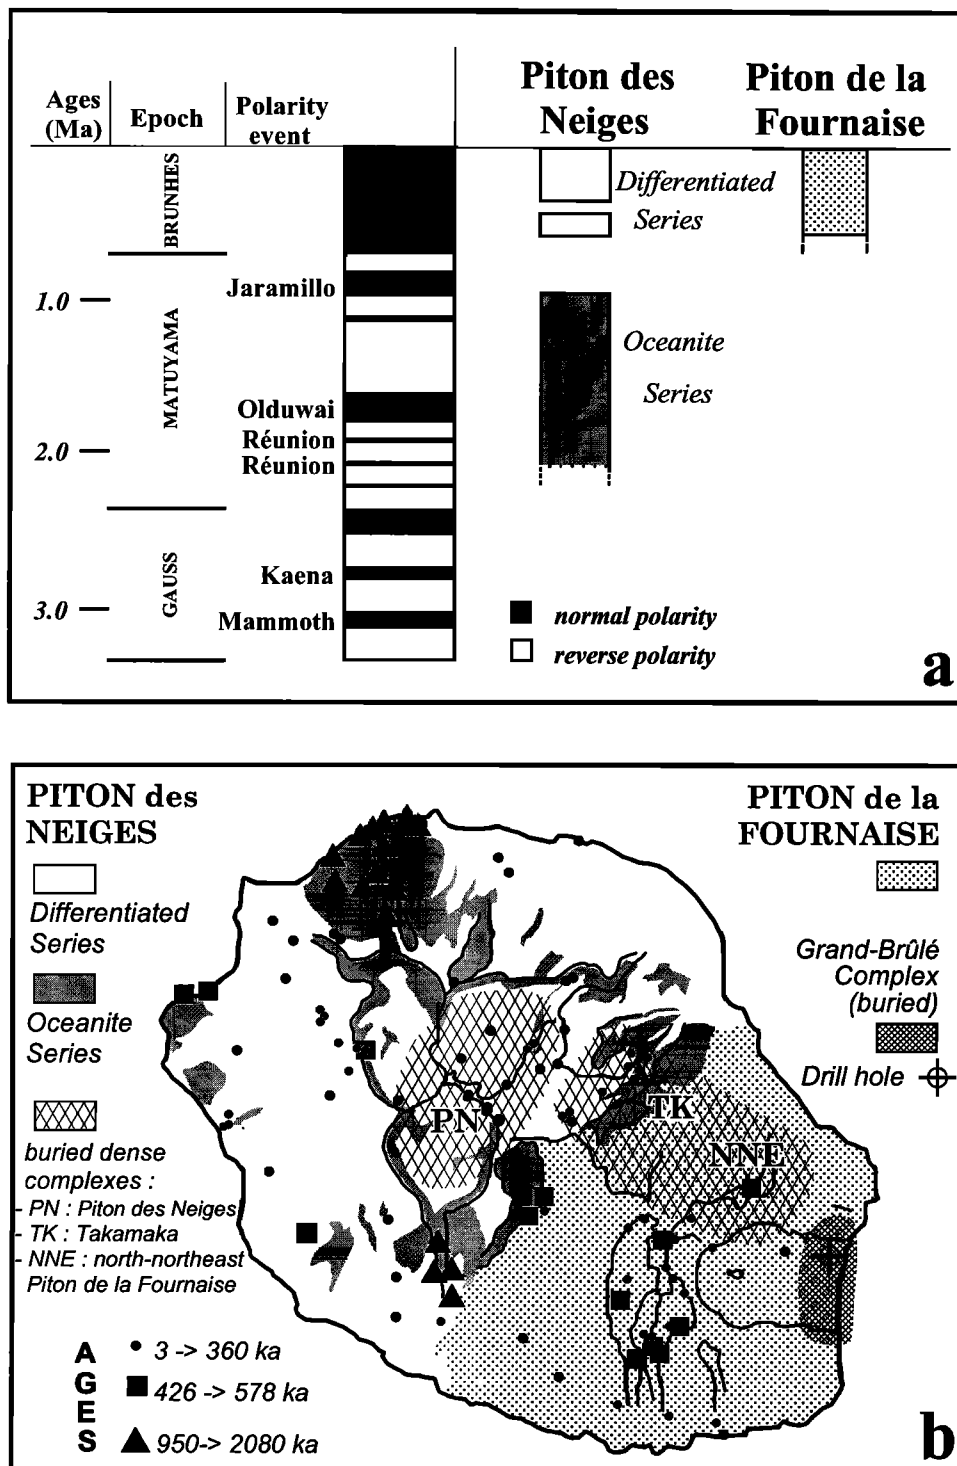 Ages
(Ma)
Epoch
Polarity
event
Piton des
Neiges
Piton de la
Fournaise
BRUNHES
Differentiated
Series
1.0
Jaramillo
MATUYAMA
Oceanite
Series
Olduwai
Réunion
2.0
Réunion
GAUSS
Kaena
3.0
Mammoth
normal polarity
reverse polarity
a
PITON des
NEIGES
PITON de la
FOURNAISE
Differentiated
Series
Oceanite
Series
Grand-Brûlé
Complex
(buried)
Drill hole
buried dense
complexes :
- PN : Piton des Neiges
- TK : Takamaka
- NNE : north-northeast
Piton de la Fournaise
PN
TK
NNE
AGES
3 -> 360 ka
426 -> 578 ka
950-> 2080 ka
b